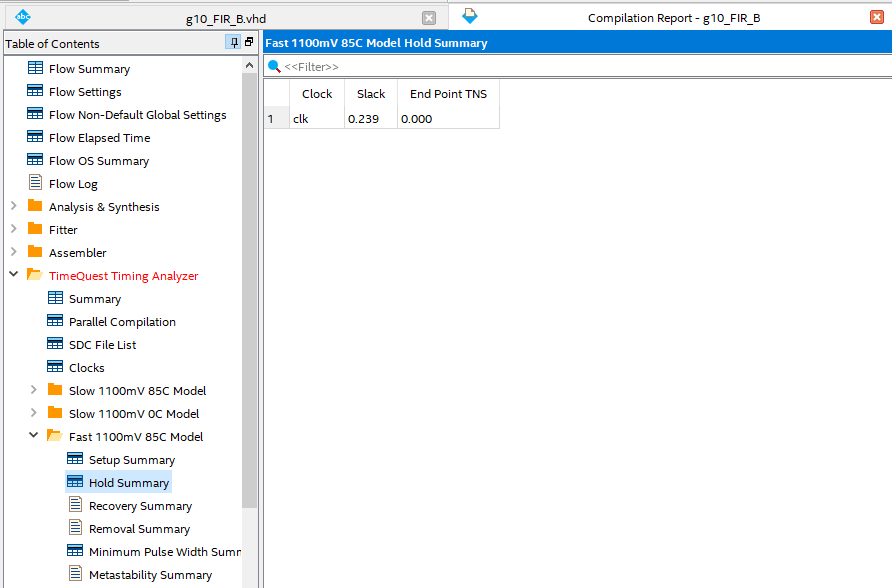 abc
g10_FIR_B.vhd
Compilation Report - g10_FIR_B
Table of Contents
Flow Summary
Flow Settings
Flow Non-Default Global Settings
Flow Elapsed Time
Flow OS Summary
Flow Log
Analysis & Synthesis
Fitter
Assembler
TimeQuest Timing Analyzer
Summary
Parallel Compilation
SDC File List
Clocks
Slow 1100mV 85C Model
Slow 1100mV 0C Model
Fast 1100mV 85C Model
Setup Summary
Hold Summary
Recovery Summary
Removal Summary
Minimum Pulse Width Summ
Metastability Summary
Fast 1100mV 85C Model Hold Summary
<<Filter>>
Clock Slack End Point TNS
1 clk 0.239 0.000